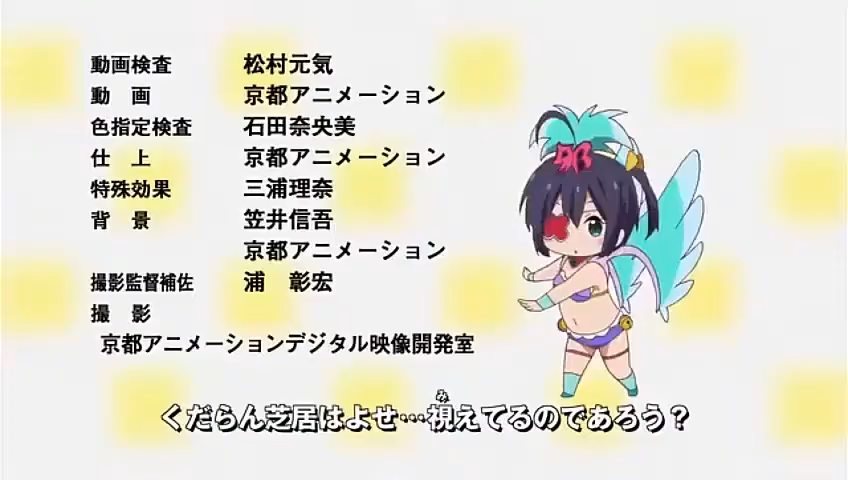 動画検査 松村元気
動 画 京都アニメーション
色指定検査 石田奈央美
仕 上 京都アニメーション
特殊効果 三浦理奈
背 景 笠井信吾
京都アニメーション
撮影監督補佐 浦 彰宏
撮 影
京都アニメーションデジタル映像開発室
み
くだらん芝居はよせ…視えてるのであろう？